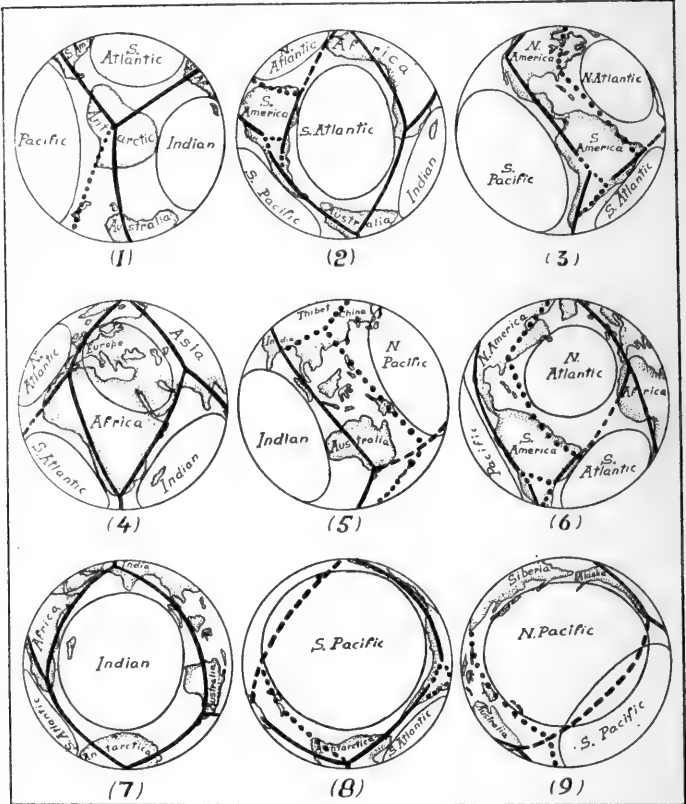 S. Am.
S.
Atlantic
Af.
Antarctic
Pacific
Indian
Australia
(1)
N.
Atlantic
Africa
S.
America
S. Atlantic
Indian
S. Pacific
Australia
(2)
N.
America
N. Atlantic
S.
America
S.
Pacific
S. Atlantic
(3)
N.
Atlantic
Europe
Asia
Africa
S. Atlantic
Indian
(4)
Thibet
China
India
N.
Pacific
Indian
Australia
(5)
N. America
N.
Atlantic
Africa
S.
America
Pacific
S.
Atlantic
(6)
India
Africa
Indian
Australia
S. Atlantic
Antarctica
(7)
S. Pacific
Antarctica
S. Atlantic
(8)
Siberia
Alaska
N. Pacific
Australia
S. Pacific
(9)